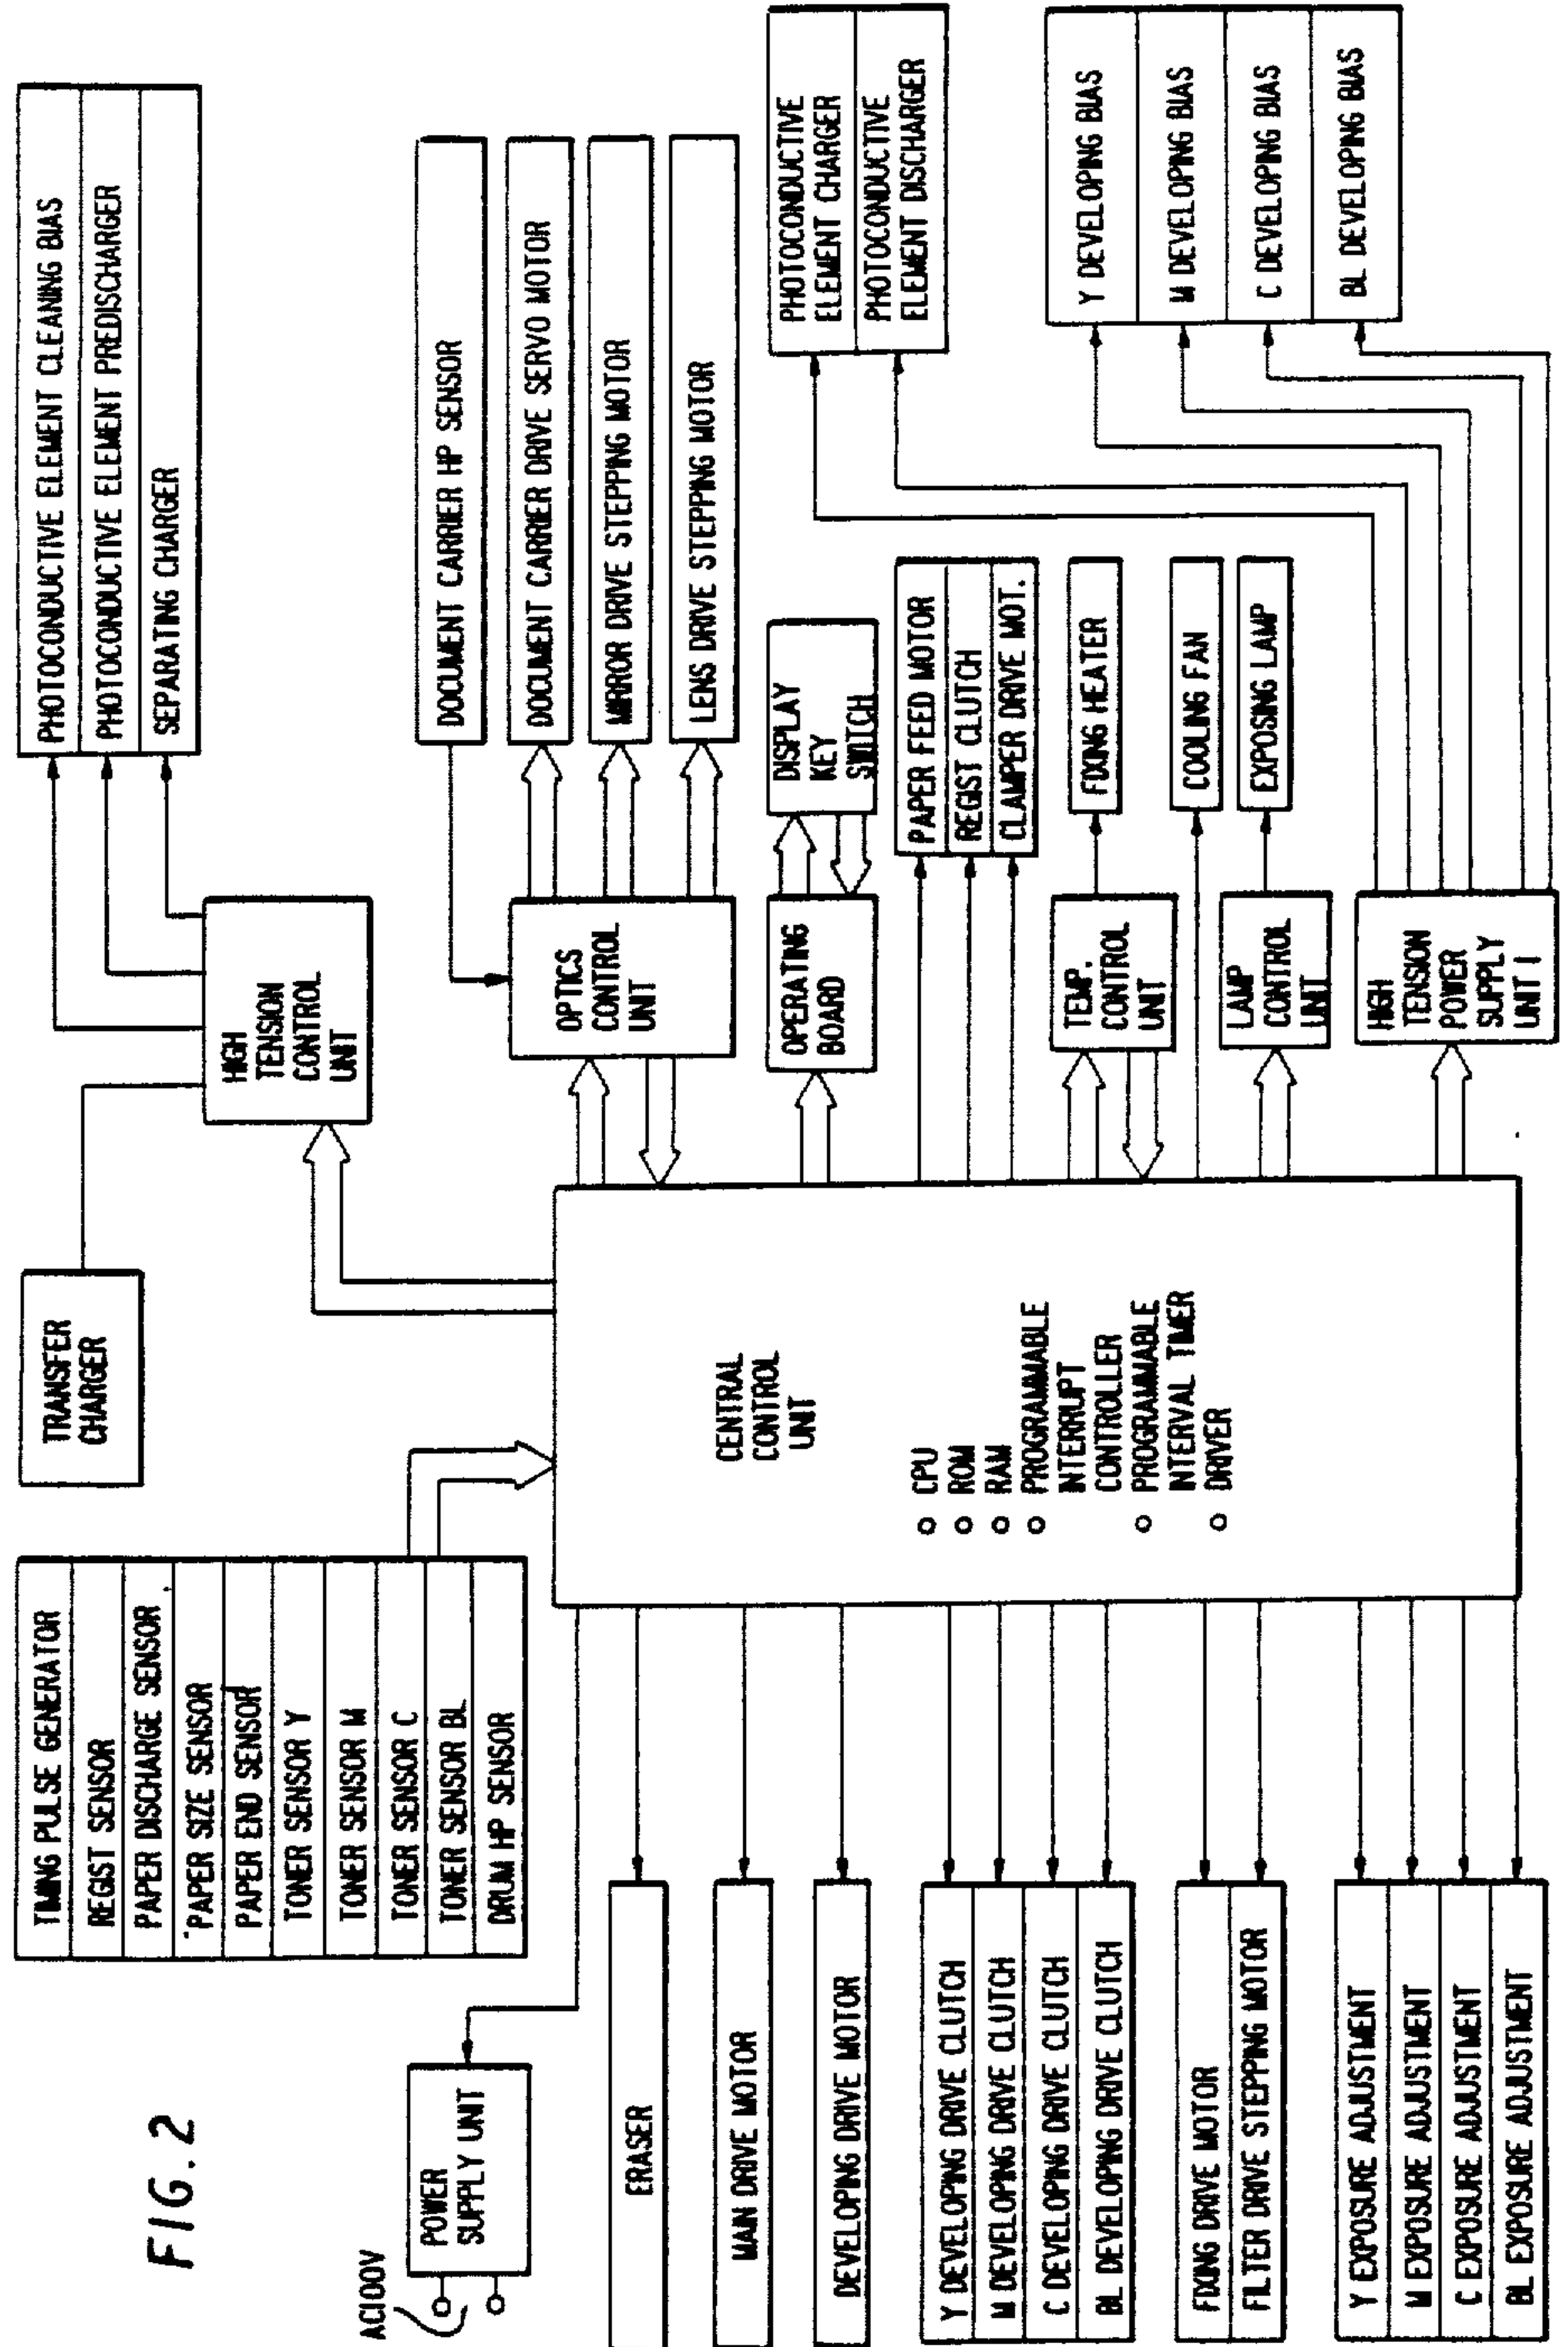 FIG. 2
AC100V
POWER
SUPPLY UNIT
TIMING PULSE GENERATOR
REGIST SENSOR
PAPER DISCHARGE SENSOR
PAPER SIZE SENSOR
PAPER END SENSOR
TONER SENSOR Y
TONER SENSOR M
TONER SENSOR C
TONER SENSOR BL
DRUM HP SENSOR
TRANSFER
CHARGER
HIGH
TENSION
CONTROL
UNIT
PHOTOCONDUCTIVE ELEMENT CLEANING BIAS
PHOTOCONDUCTIVE ELEMENT PREDISCHARGER
SEPARATING CHARGER
ERASER
MAIN DRIVE MOTOR
DEVELOPING DRIVE MOTOR
Y DEVELOPING DRIVE CLUTCH
M DEVELOPING DRIVE CLUTCH
C DEVELOPING DRIVE CLUTCH
BL DEVELOPING DRIVE CLUTCH
FIXING DRIVE MOTOR
FILTER DRIVE STEPPING MOTOR
Y EXPOSURE ADJUSTMENT
M EXPOSURE ADJUSTMENT
C EXPOSURE ADJUSTMENT
BL EXPOSURE ADJUSTMENT
CENTRAL
CONTROL
UNIT
o CPU
o ROM
o RAM
o PROGRAMMABLE
INTERRUPT
CONTROLLER
o PROGRAMMABLE
INTERVAL TIMER
o DRIVER
OPTICS
CONTROL
UNIT
DOCUMENT CARRIER HP SENSOR
DOCUMENT CARRIER DRIVE SERVO MOTOR
MIRROR DRIVE STEPPING MOTOR
LENS DRIVE STEPPING MOTOR
OPERATING
BOARD
DISPLAY
KEY
SWITCH
PAPER FEED MOTOR
REGIST CLUTCH
CLAMPER DRIVE MOT.
TEMP.
CONTROL
UNIT
FIXING HEATER
COOLING FAN
LAMP
CONTROL
UNIT
EXPOSING LAMP
HIGH
TENSION
POWER
SUPPLY
UNIT I
PHOTOCONDUCTIVE
ELEMENT CHARGER
PHOTOCONDUCTIVE
ELEMENT DISCHARGER
Y DEVELOPING BIAS
M DEVELOPING BIAS
C DEVELOPING BIAS
BL DEVELOPING BIAS